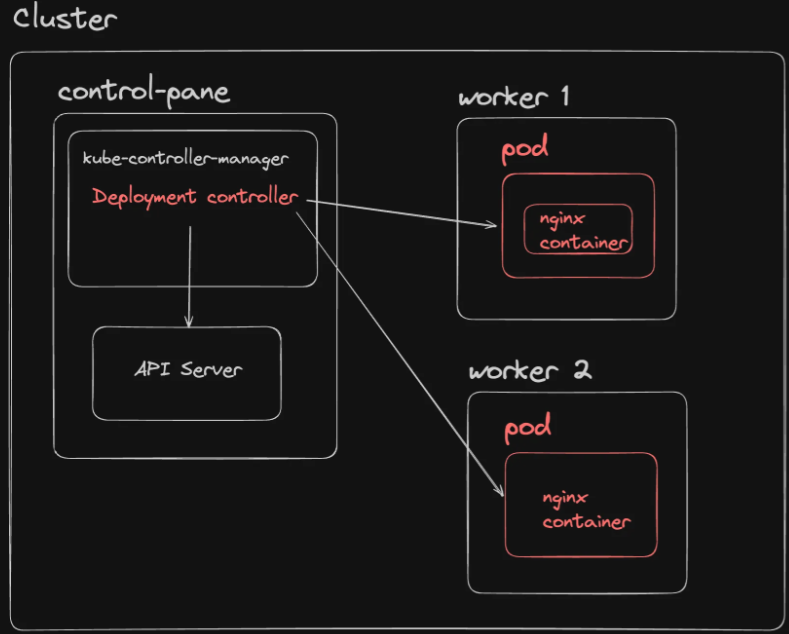 Cluster
control-pane
kube-controller-manager
Deployment controller
API Server
worker 1
pod
nginx
container
worker 2
pod
nginx
container